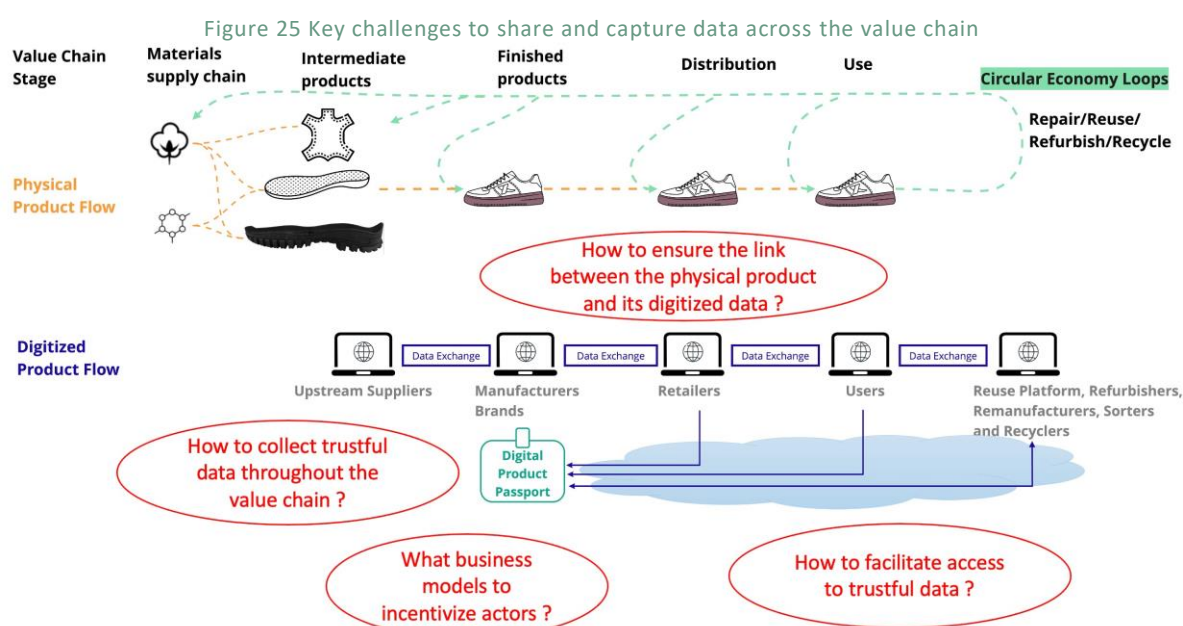 Figure 25 Key challenges to share and capture data across the value chain
Value Chain
Stage
Materials
supply chain
Intermediate
products
Finished
products
Distribution
Use
Circular Economy Loops
Repair/Reuse/
Refurbish/Recycle
Physical
Product Flow
How to ensure the link
between the physical product
and its digitized data ?
Digitized
Product Flow
Data Exchange
Data Exchange
Data Exchange
Data Exchange
Upstream Suppliers
Manufacturers
Brands
Retailers
Users
Reuse Platform, Refurbishers,
Remanufacturers, Sorters
and Recyclers
How to collect trustful
data throughout the
value chain ?
Digital
Product
Passport
What business
models to
incentivize actors ?
How to facilitate access
to trustful data ?